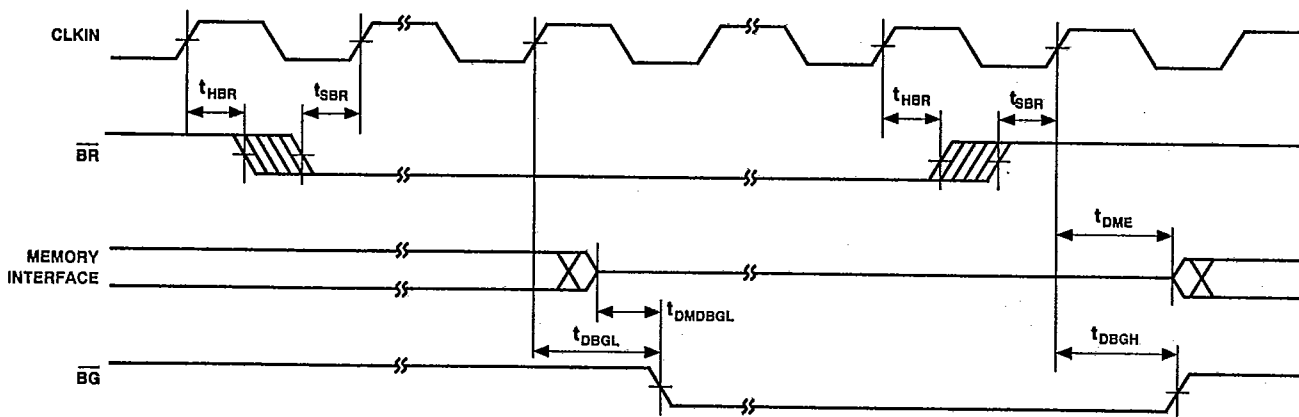 CLKIN
tHBR
tSBR
tHBR
tSBR
BR
tDME
MEMORY
INTERFACE
tDMDBGL
tDBGL
tDBGH
BG